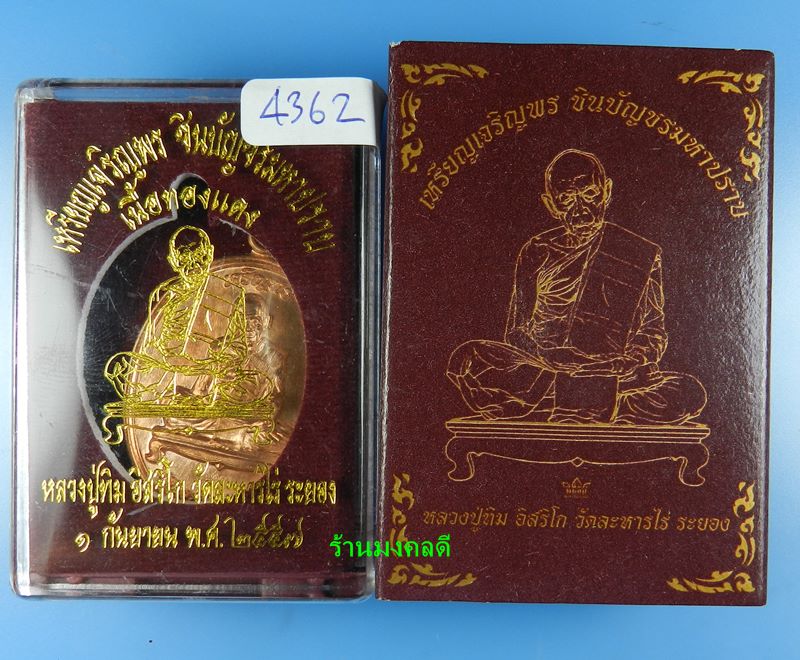 4362
เหรียญเจริญพร ชินบัญชรมหาปราบ
เนื้อทองแดง
หลวงปู่ทิม อิสริโก วัดละหารไร่ ระยอง
๑ กันยายน พ.ศ.๒๕๕๗
เหรียญเจริญพร ชินบัญชรมหาปราบ
หลวงปู่ทิม อิสริโก วัดละหารไร่ ระยอง
ร้านมงคลดี